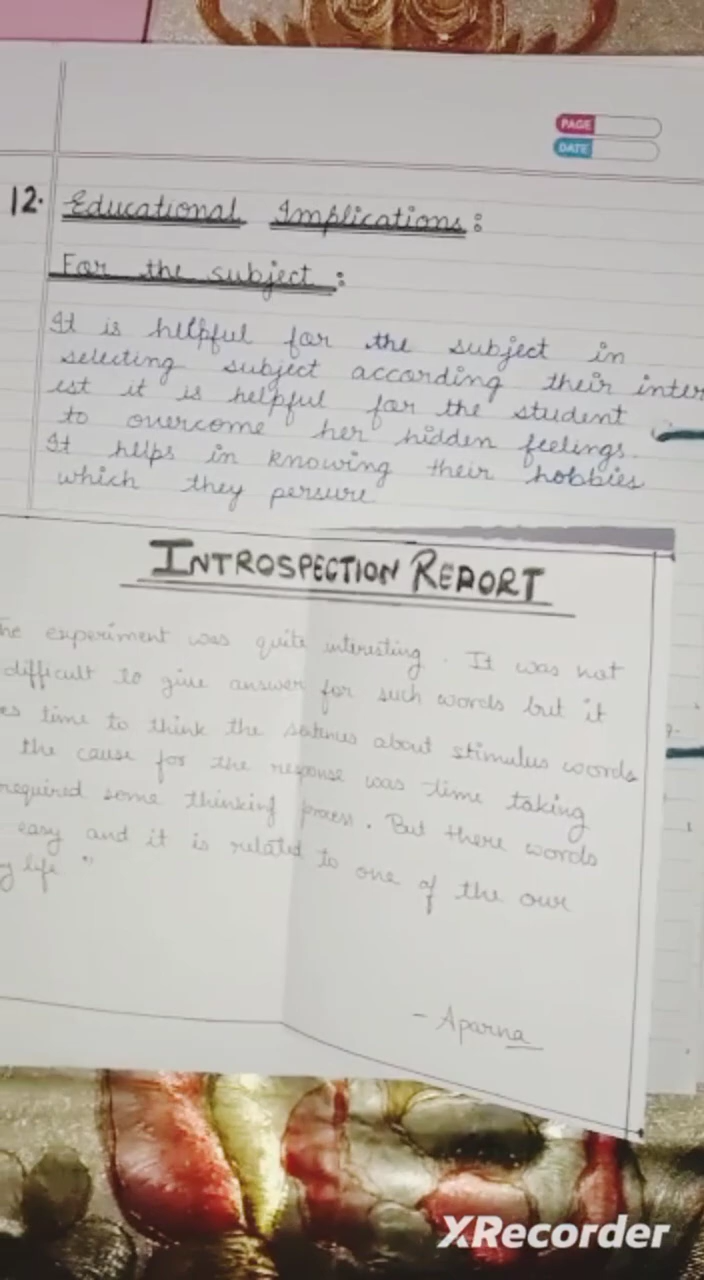 PAGE
DATE
12. Educational Implications:
For the subject:
It is helpful for the subject in
selecting subject according their inter
est it is helpful for the student
to overcome her hidden feelings.
It helps in knowing their hobbies
which they persure
INTROSPECTION REPORT
he experiment was quite interesting. It was not
difficult to give answer for such words but it
es time to think the about stimulus words
the cause for the response was time taking
required some thinking process. But there words
easy and it is related to one of the our
life "
- Aparna
XRecorder